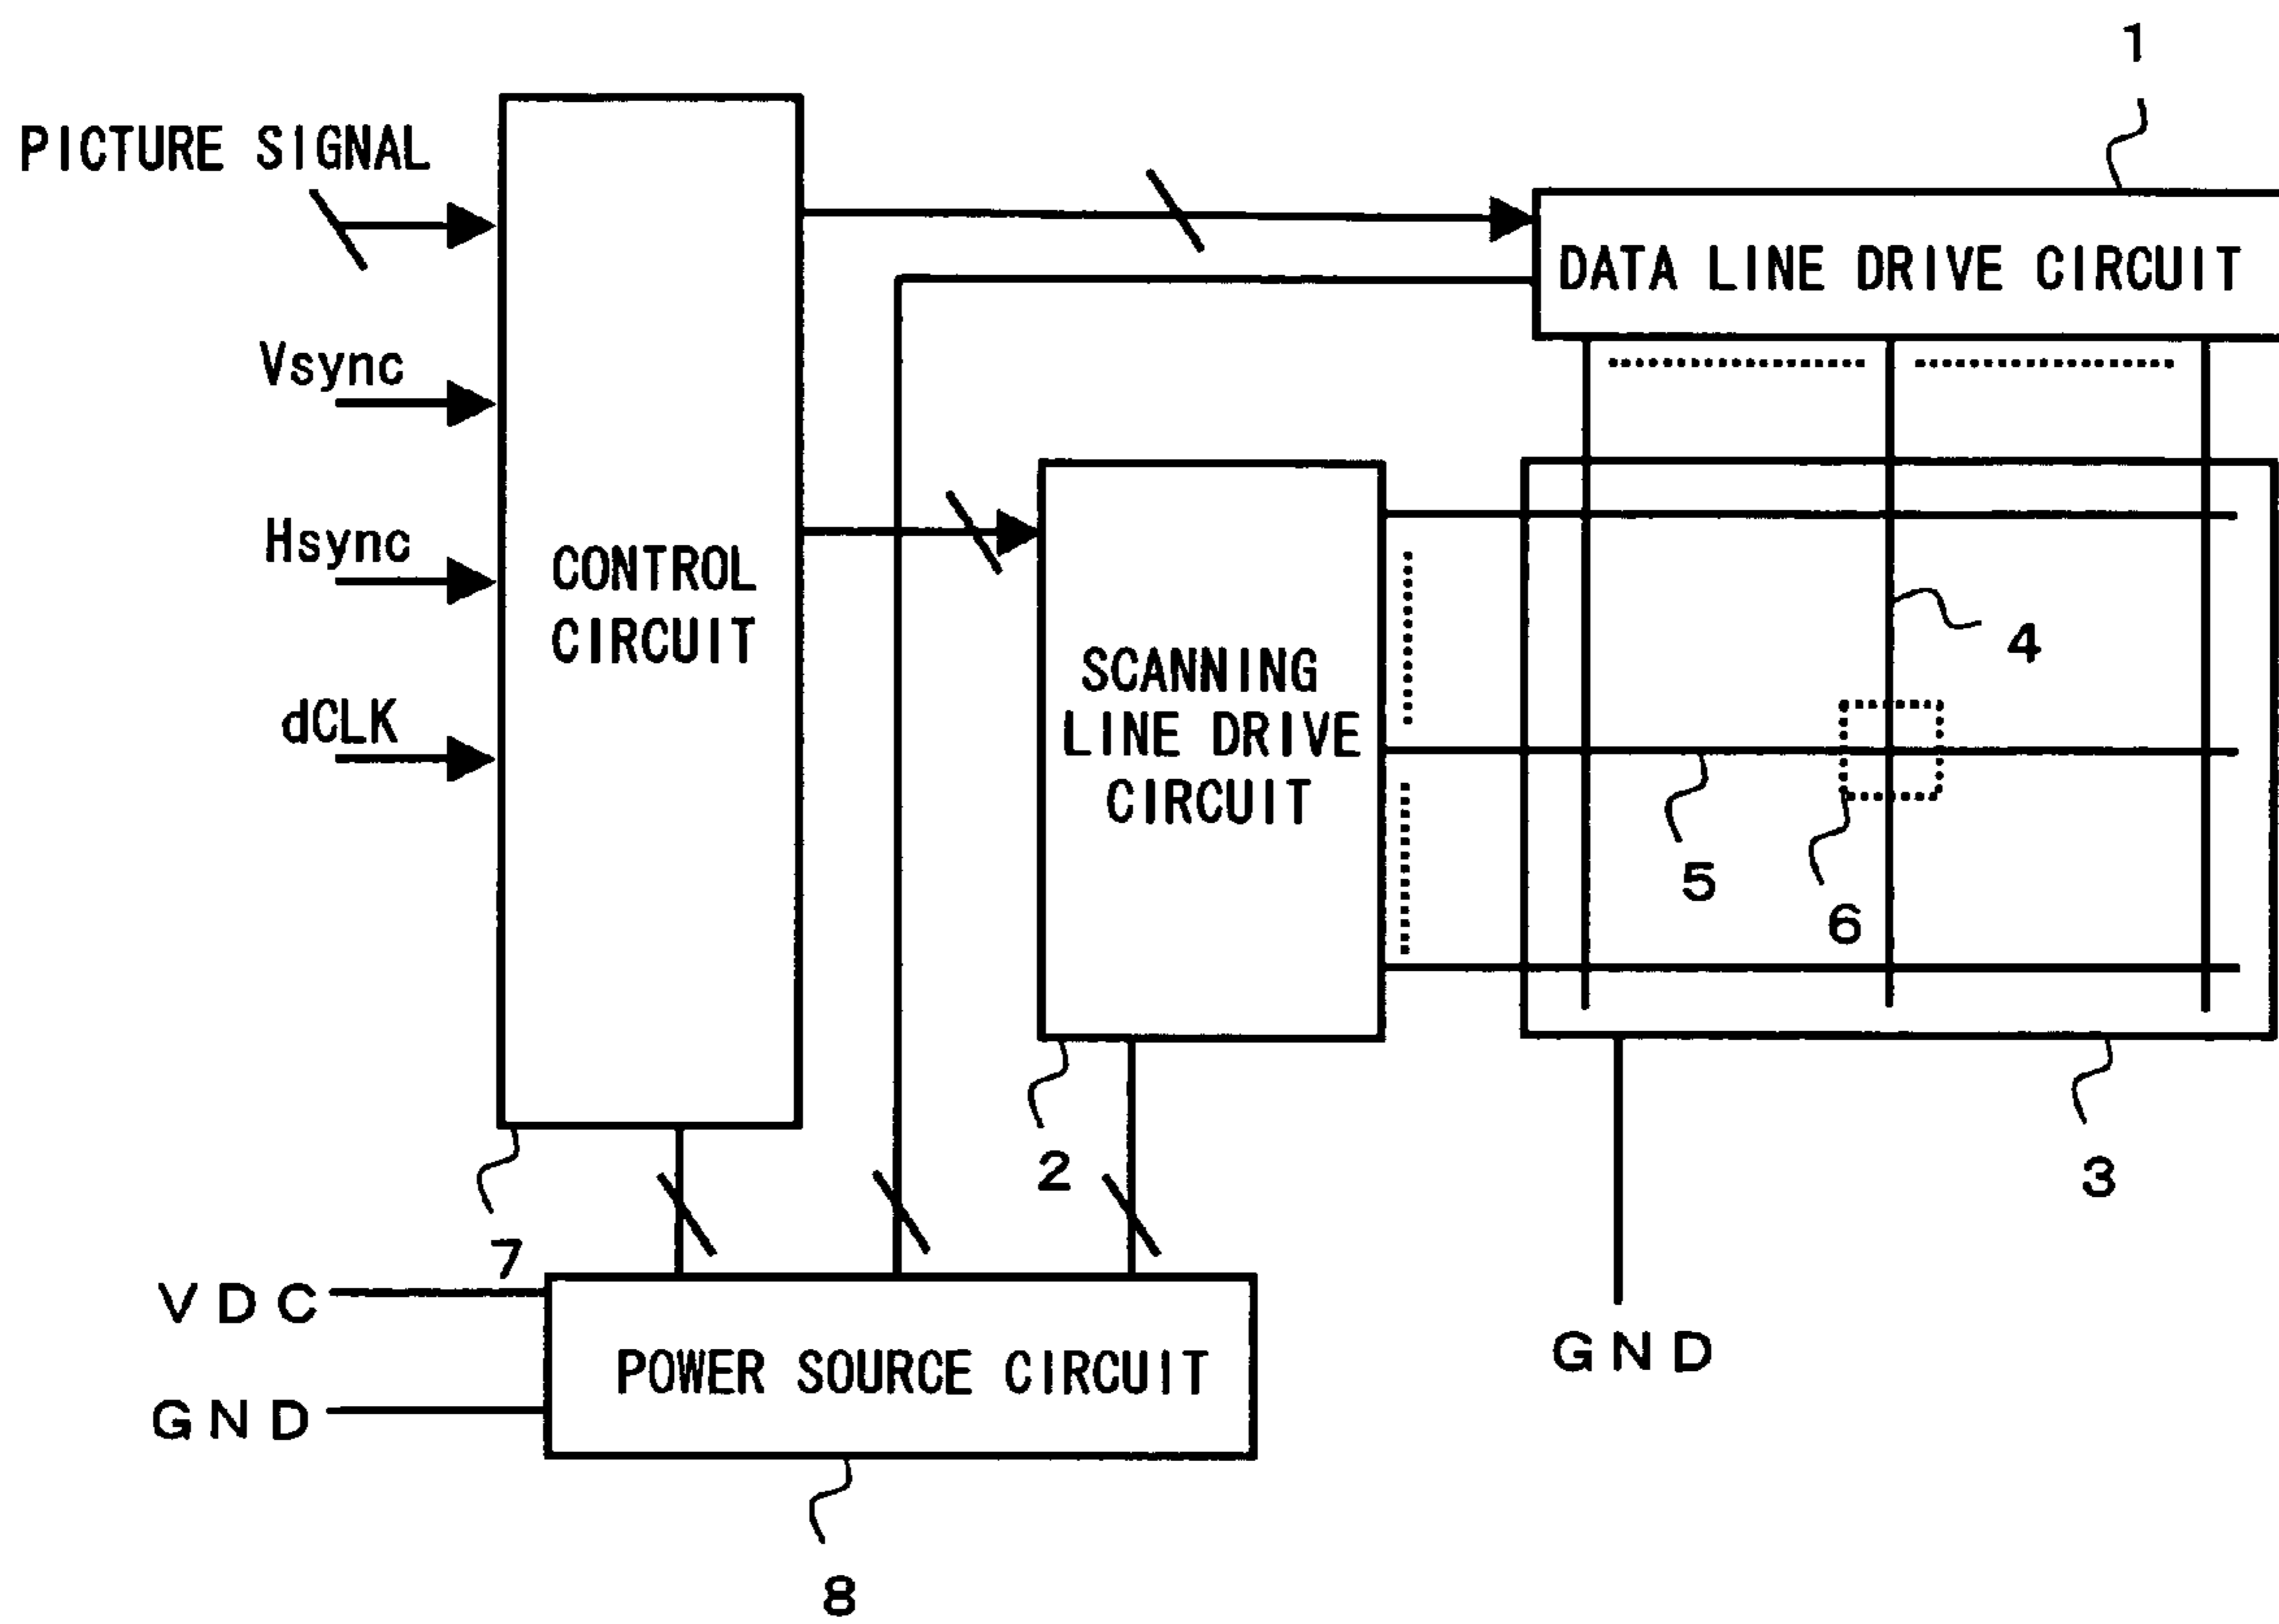 1
PICTURE SIGNAL
DATA LINE DRIVE CIRCUIT
Vsync
Hsync
CONTROL
CIRCUIT
4
SCANNING
LINE DRIVE
CIRCUIT
dCLK
5
6
2
3
7
VDC
GND
POWER SOURCE CIRCUIT
GND
8